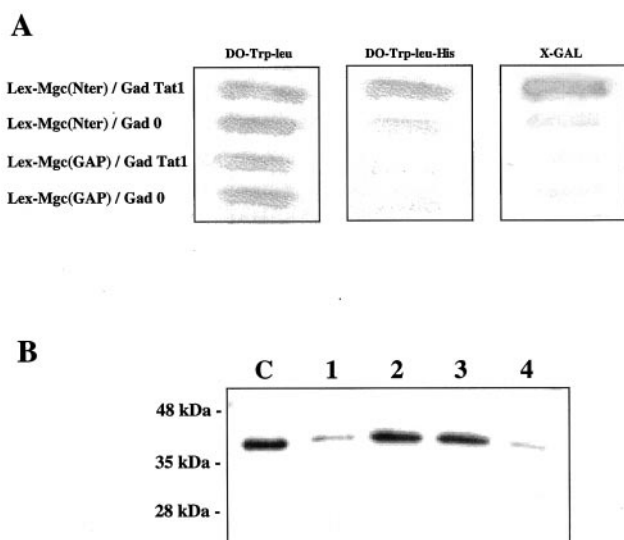 A
DO-Trp-leu
DO-Trp-leu-His
X-GAL
Lex-Mgc(Nter) / Gad Tat1
Lex-Mgc(Nter) / Gad 0
Lex-Mgc(GAP) / Gad Tat1
Lex-Mgc(GAP) / Gad 0
B
C 1 2 3 4
48 kDa -
35 kDa -
28 kDa -